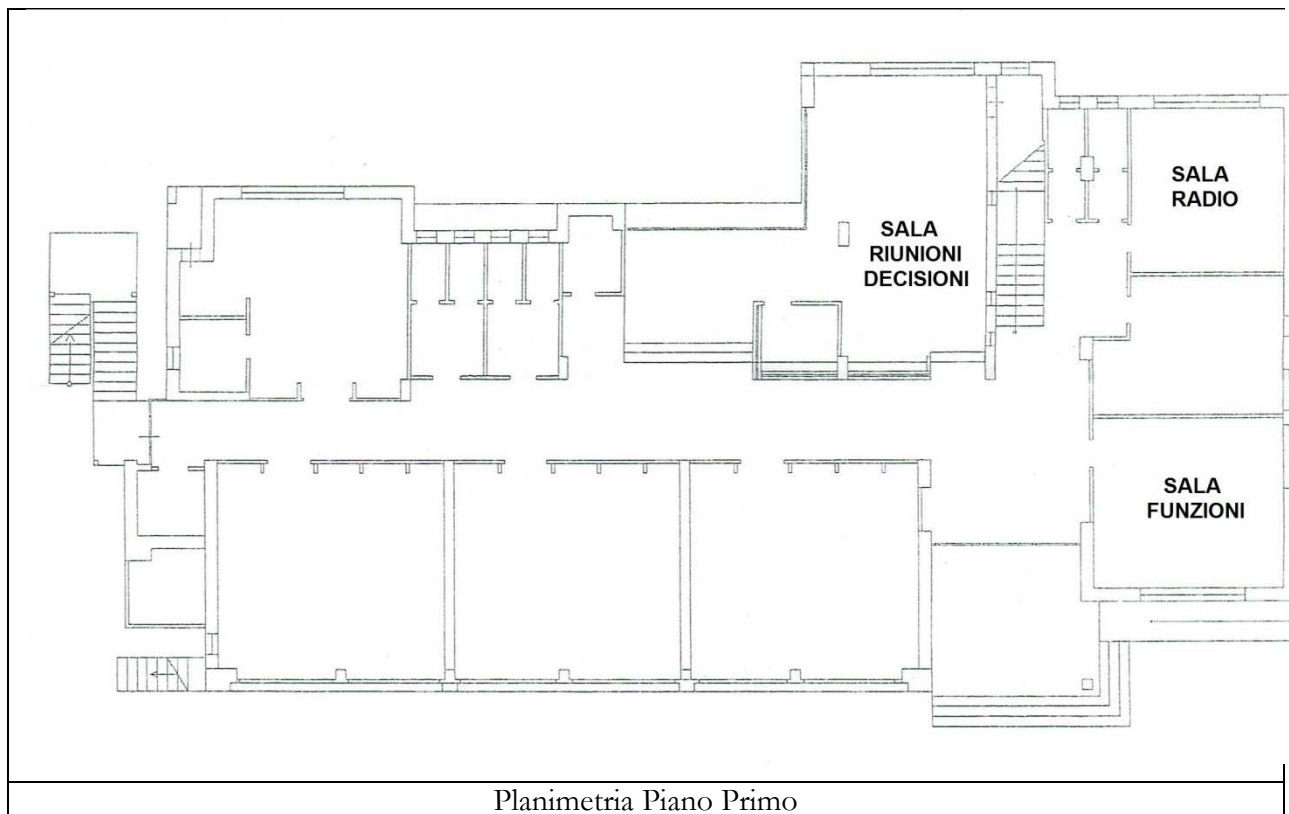 SALA
RADIO
SALA
RIUNIONI
DECISIONI
SALA
FUNZIONI
Planimetria Piano Primo